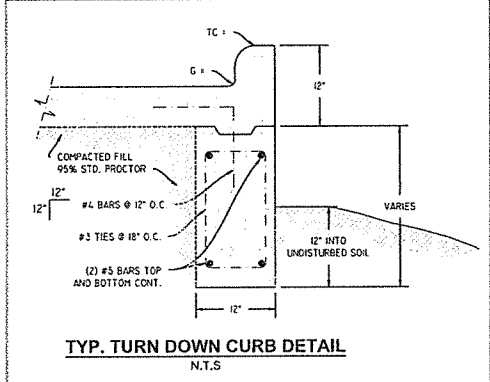 TC =
G =
12"
COMPACTED FILL
95% STD. PROCTOR
12"
12"
#4 BARS @ 12" O.C.
VARIES
#3 TIES @ 18" O.C.
12" INTO
UNDISTURBED SOIL
(2) #5 BARS TOP
AND BOTTOM CONT.
12"
TYP. TURN DOWN CURB DETAIL
N.T.S